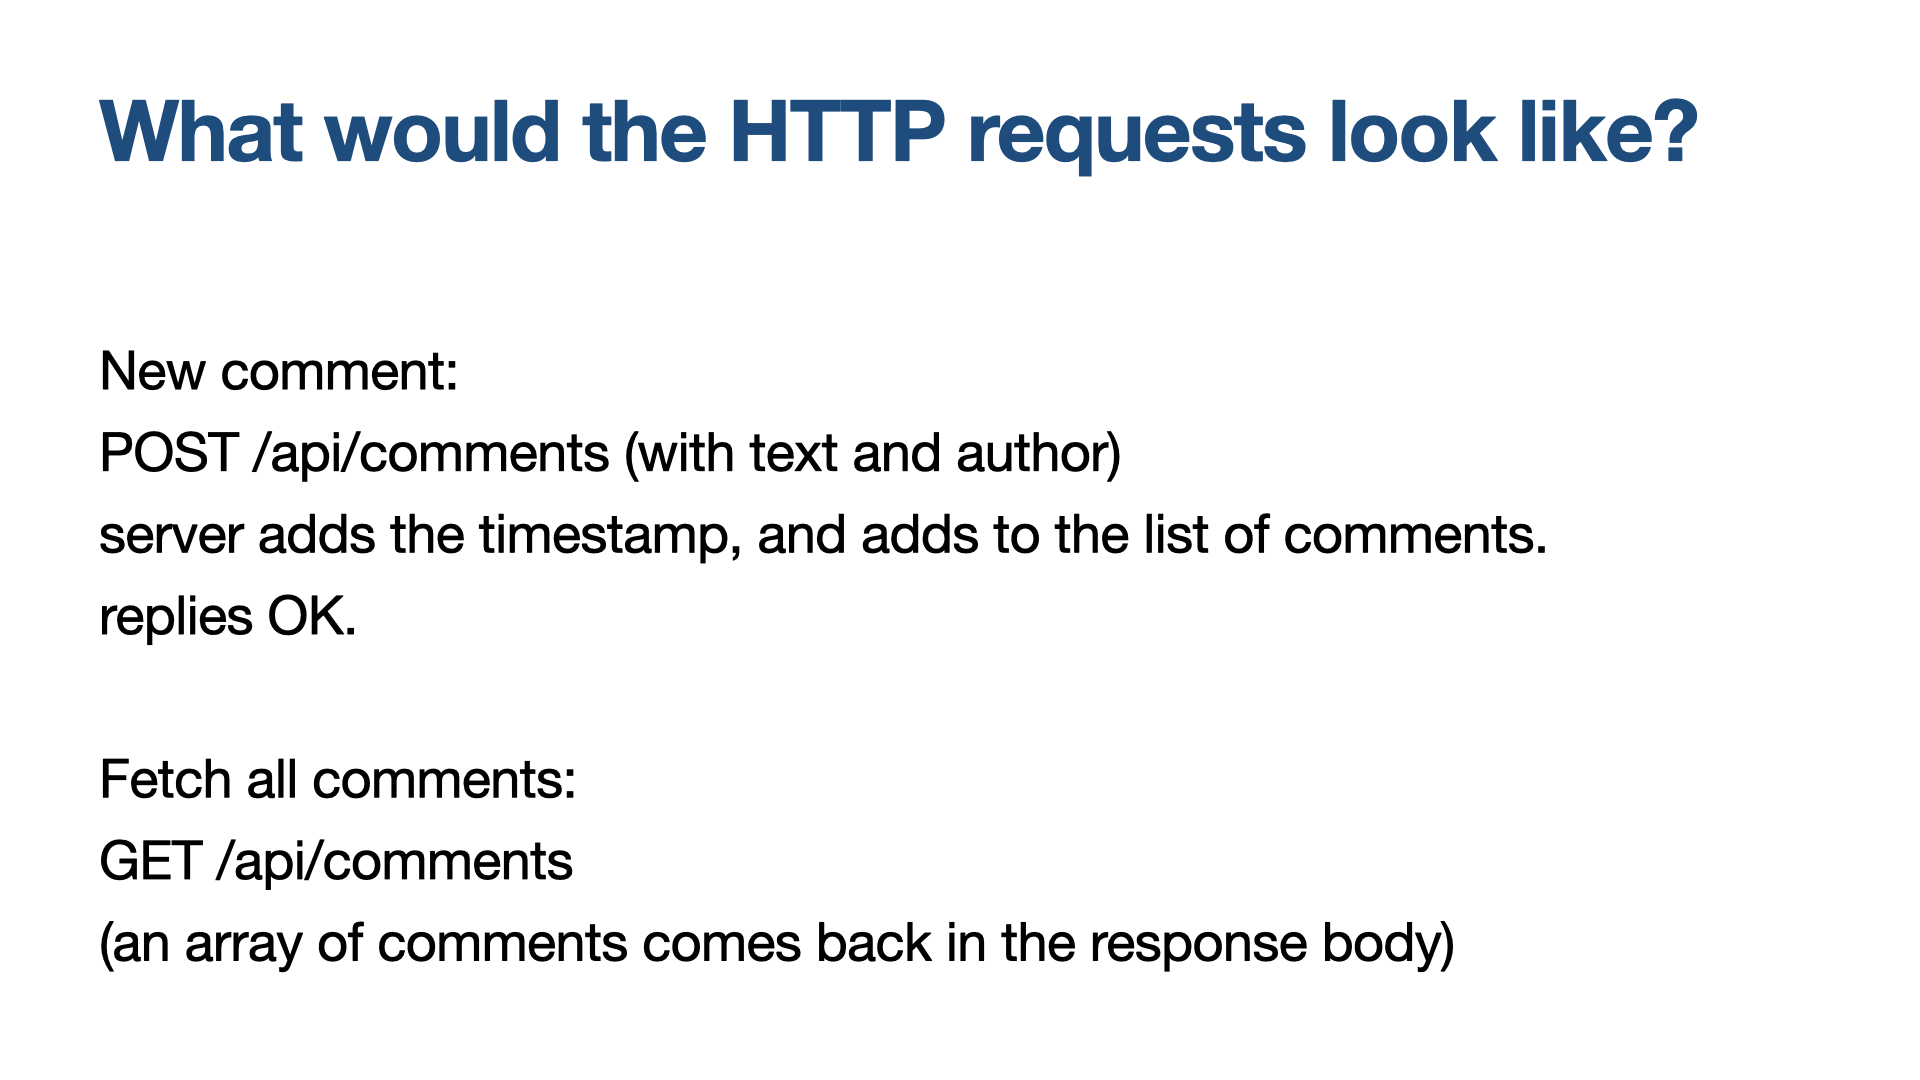 What would the HTTP requests look like?
New comment:
POST /api/comments (with text and author)
server adds the timestamp, and adds to the list of comments.
replies OK.
Fetch all comments:
GET /api/comments
(an array of comments comes back in the response body)